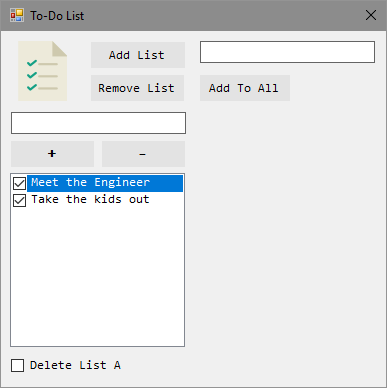 To-Do List
Add List
Remove List
Add To All
+
-
Meet the Engineer
Take the kids out
Delete List A